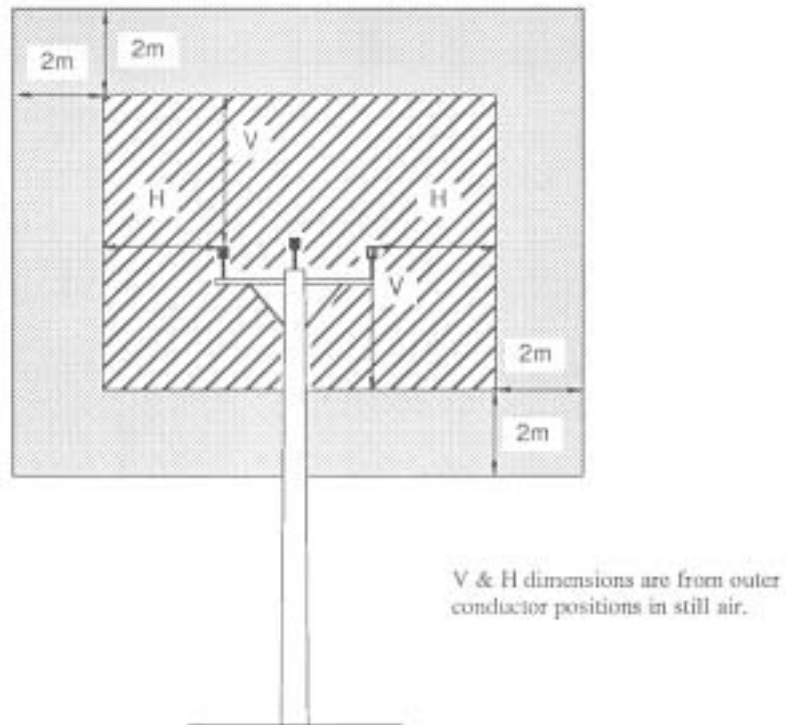 2m
2m
V
H
H
V
2m
2m
V & H dimensions are from outer
conductor positions in still air.